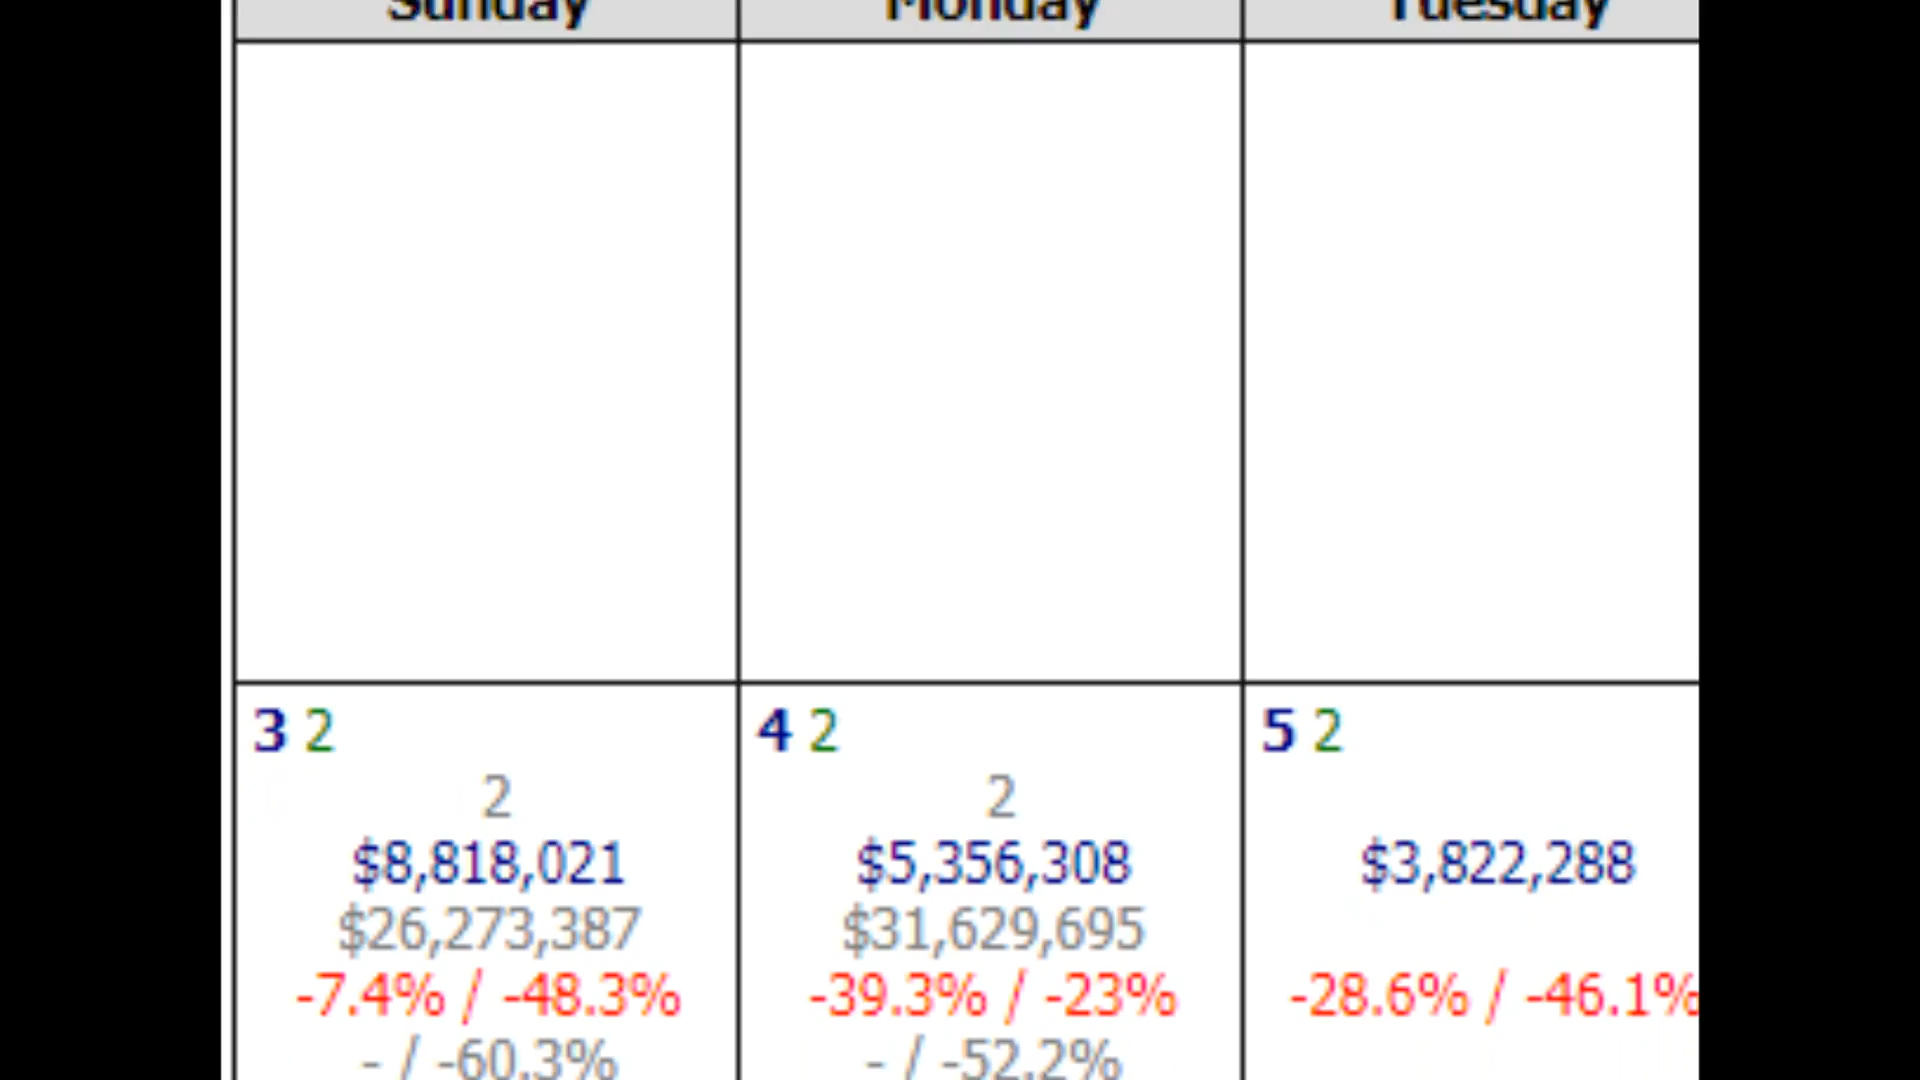 Sunday Monday Tuesday
3 2
2
$8,818,021
$26,273,387
-7.4% / -48.3%
- / -60.3%
4 2
2
$5,356,308
$31,629,695
-39.3% / -23%
- / -52.2%
5 2
$3,822,288
-28.6% / -46.1%